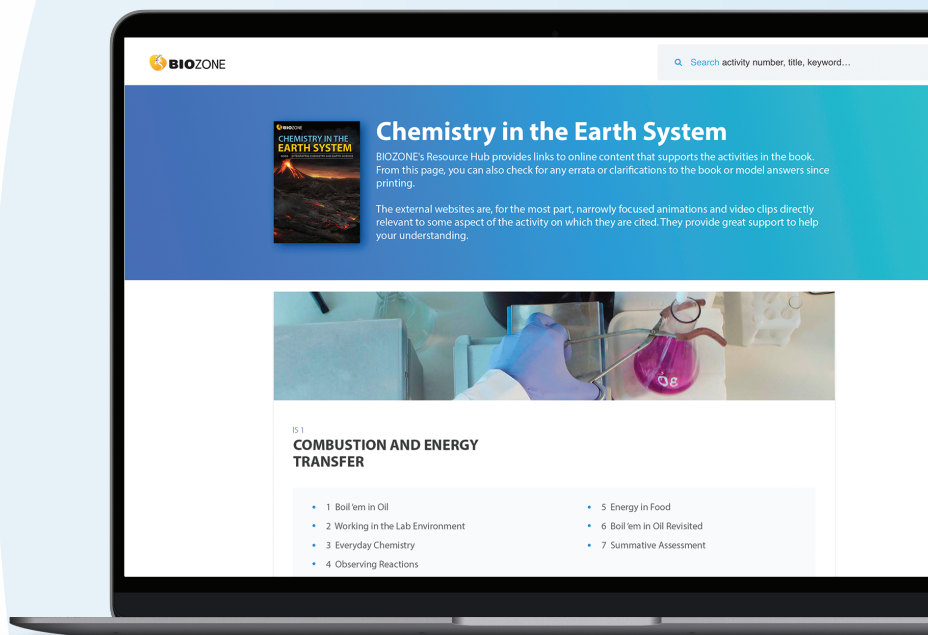 BIOZONE
Search activity number, title, keyword...
BIOZONE
CHEMISTRY IN THE
EARTH SYSTEM
Chemistry in the Earth System
BIOZONE's Resource Hub provides links to online content that supports the activities in the book.
From this page, you can also check for any errata or clarifications to the book or model answers since
printing.
The external websites are, for the most part, narrowly focused animations and video clips directly
relevant to some aspect of the activity on which they are cited. They provide great support to help
your understanding.
IS 1
COMBUSTION AND ENERGY
TRANSFER
1 Boil 'em in Oil
2 Working in the Lab Environment
3 Everyday Chemistry
4 Observing Reactions
5 Energy in Food
6 Boil 'em in Oil Revisited
7 Summative Assessment